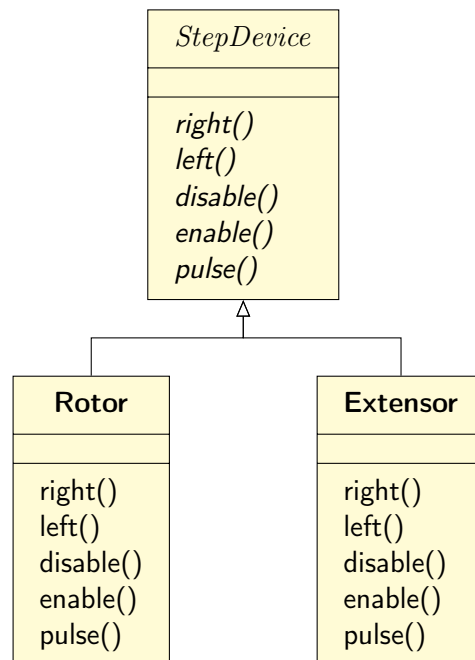 StepDevice
right()
left()
disable()
enable()
pulse()
Rotor
right()
left()
disable()
enable()
pulse()
Extensor
right()
left()
disable()
enable()
pulse()